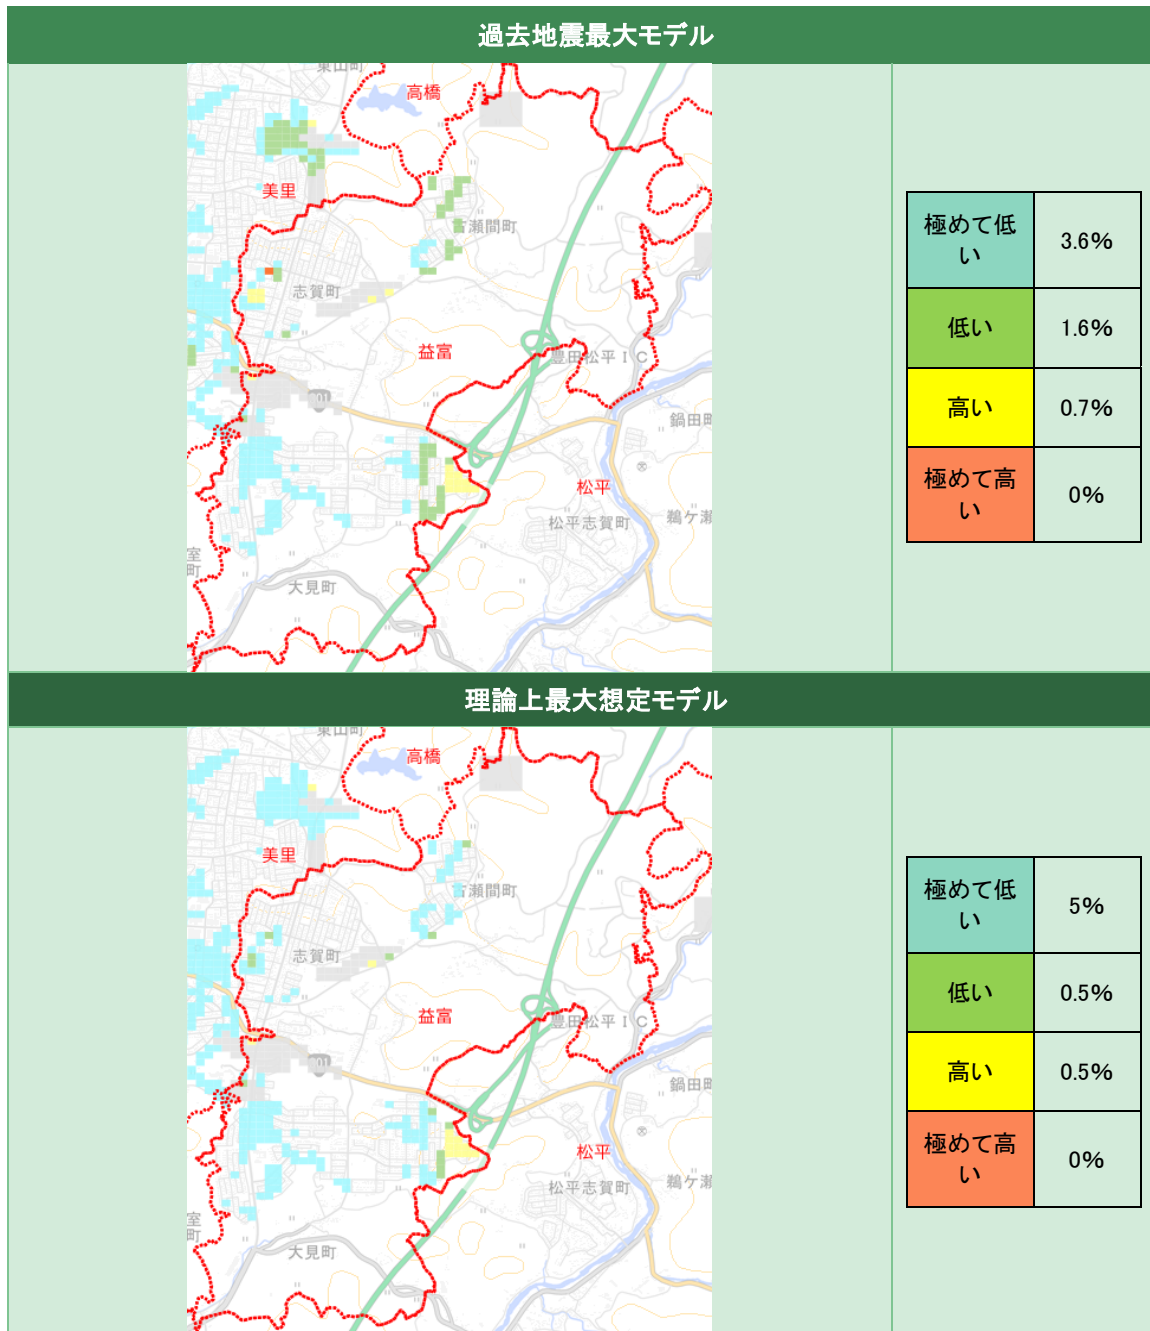 過去地震最大モデル
東山町
高橋
美里
古瀬間町
志賀町
益富
豊田松平IC
301
鍋田町
松平
松平志賀町
鵜ケ瀬
室
町
大見町
極めて低
い
3.6%
低い
1.6%
高い
0.7%
極めて高
い
0%
理論上最大想定モデル
東山町
高橋
美里
古瀬間町
志賀町
益富
豊田松平IC
301
鍋田町
松平
松平志賀町
鵜ケ瀬
室
町
大見町
極めて低
い
5%
低い
0.5%
高い
0.5%
極めて高
い
0%